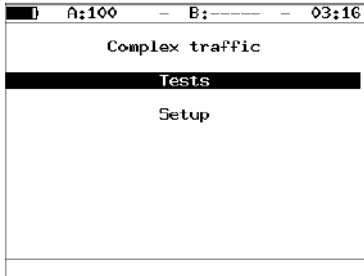 A:100 – B:----- – 03:16
Complex traffic
Tests
Setup